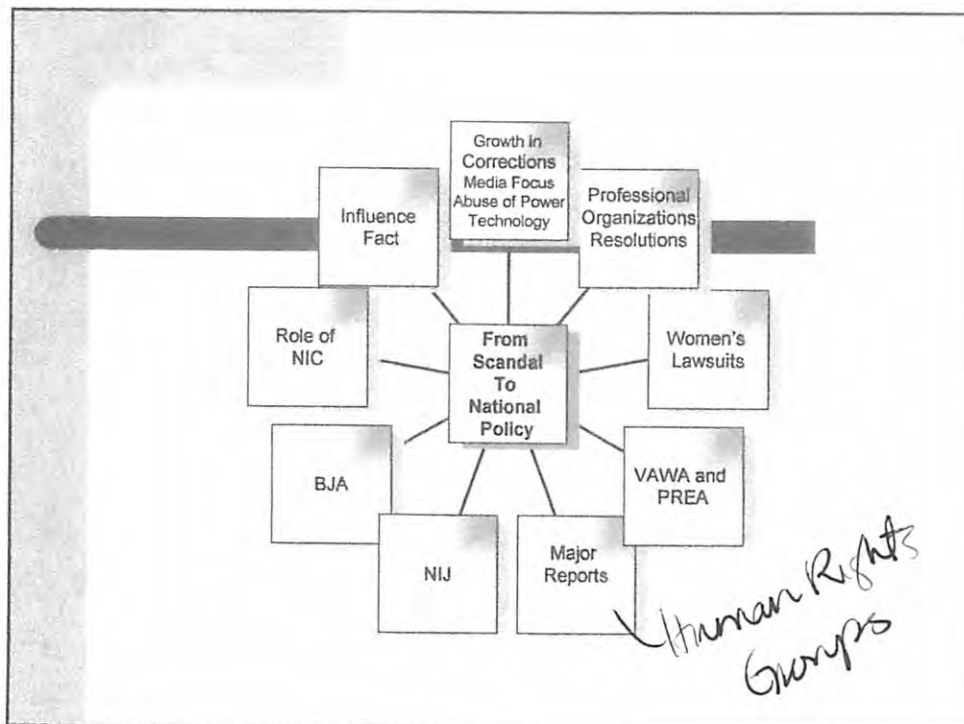 Growth in
Corrections
Media Focus
Abuse of Power
Technology
Influence
Fact
Professional
Organizations
Resolutions
Role of
NIC
From
Scandal
To
National
Policy
Women's
Lawsuits
BJA
VAWA and
PREA
NIJ
Major
Reports
Human Rights
Groups